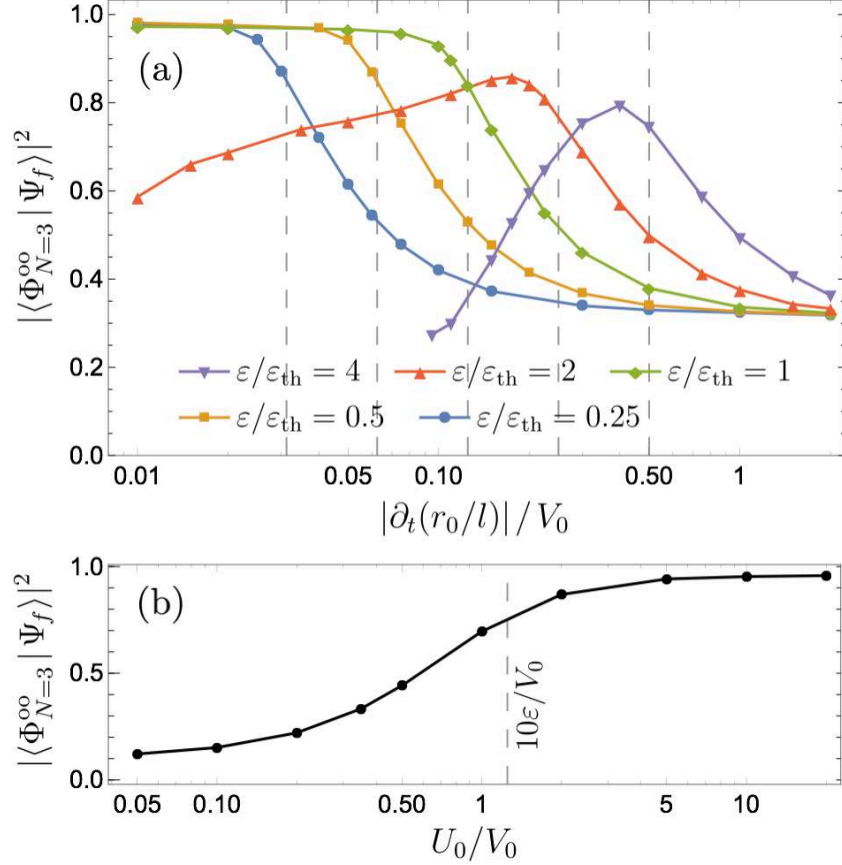 (a)
|⟨Φ^{oo}_{N=3} | Ψ_f⟩|²
1.0
0.8
0.6
0.4
0.2
0.0
ε/ε_th = 4 ε/ε_th = 2 ε/ε_th = 1
ε/ε_th = 0.5 ε/ε_th = 0.25
0.01 0.05 0.10 0.50 1
|∂_t(r_0/l)| / V_0
(b)
|⟨Φ^{oo}_{N=3} | Ψ_f⟩|²
1.0
0.5
0.0
10ε/V_0
0.05 0.10 0.50 1 5 10
U_0/V_0